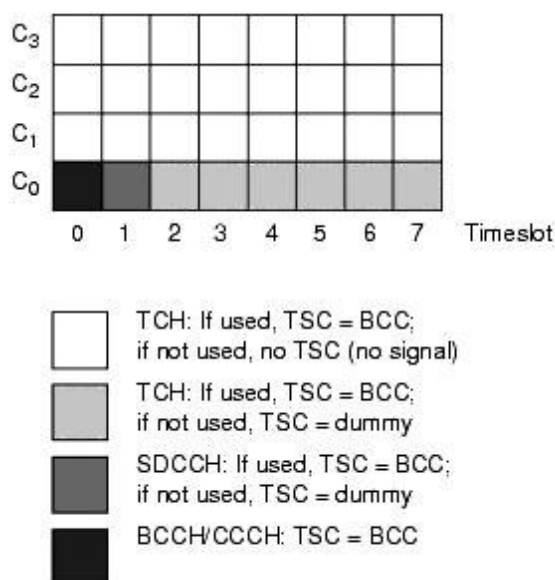 C3
C2
C1
C0
0 1 2 3 4 5 6 7 Timeslot
TCH: If used, TSC = BCC;
if not used, no TSC (no signal)
TCH: If used, TSC = BCC;
if not used, TSC = dummy
SDCCH: If used, TSC = BCC;
if not used, TSC = dummy
BCCH/CCCH: TSC = BCC